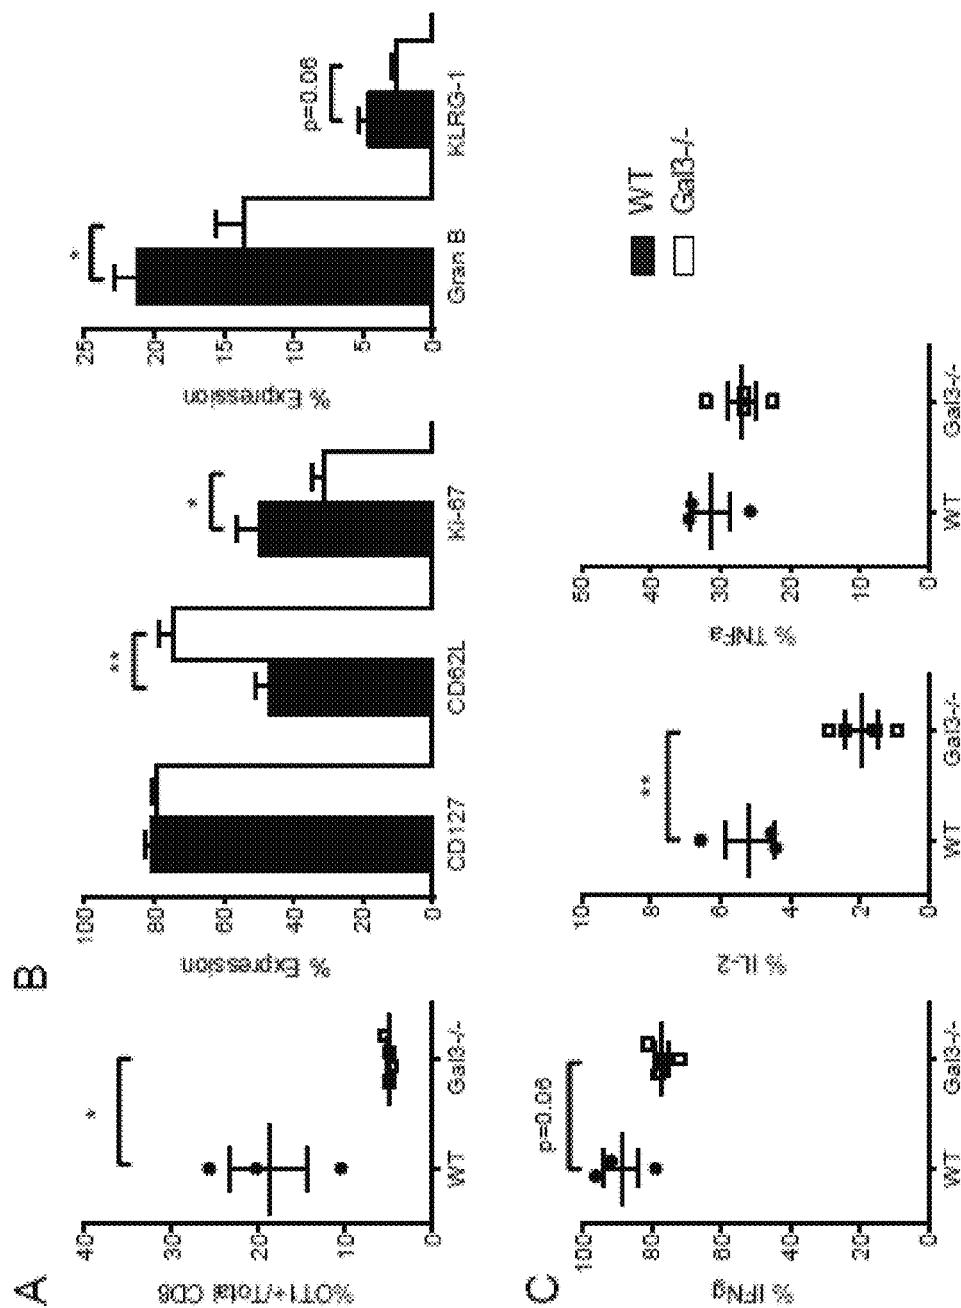 A
%OT1+/Total CD8
40
30
20
10
0
*
WT
Gal3-/-
B
% Expression
100
80
60
40
20
0
**
*
CD127
CD62L
Ki-67
% Expression
25
20
15
10
5
0
*
p=0.06
Gran B
KLRG-1
C
% IFNg
100
80
60
40
20
0
p=0.06
WT
Gal3-/-
% IL-2
10
8
6
4
2
0
**
WT
Gal3-/-
% TNFa
50
40
30
20
10
0
WT
Gal3-/-
WT
Gal3-/-